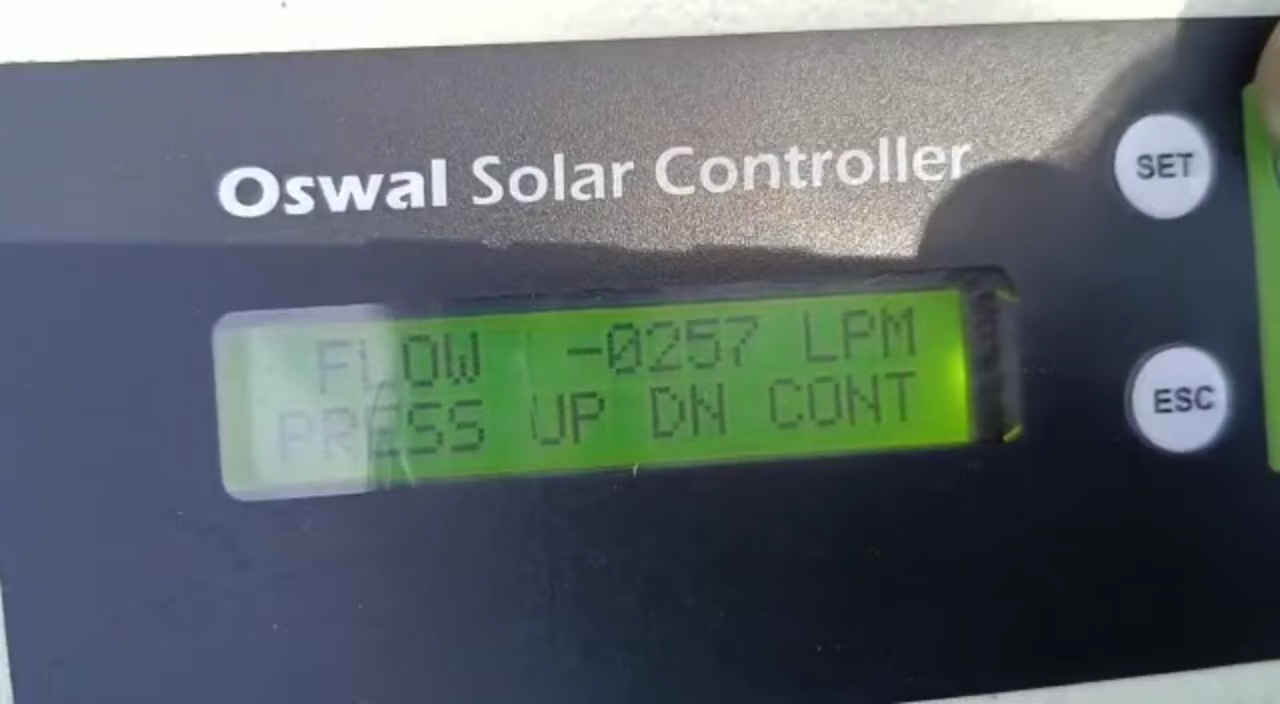 Oswal Solar Controller
SET
FLOW -0257 LPM
PRESS UP DN CONT
ESC